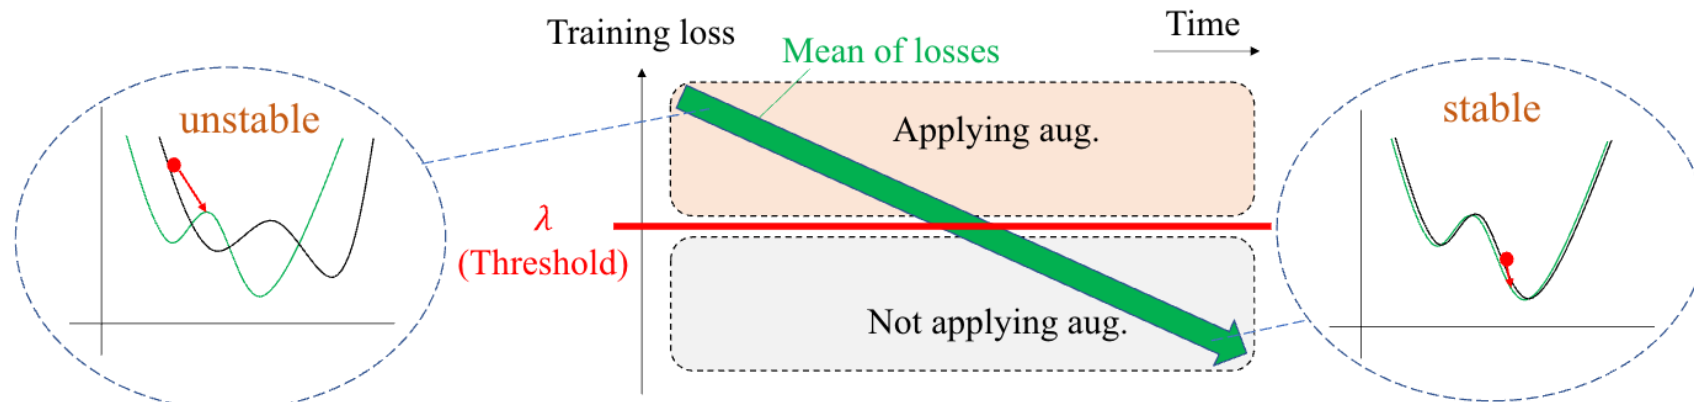 Training loss
Time
Mean of losses
unstable
Applying aug.
stable
λ
(Threshold)
Not applying aug.